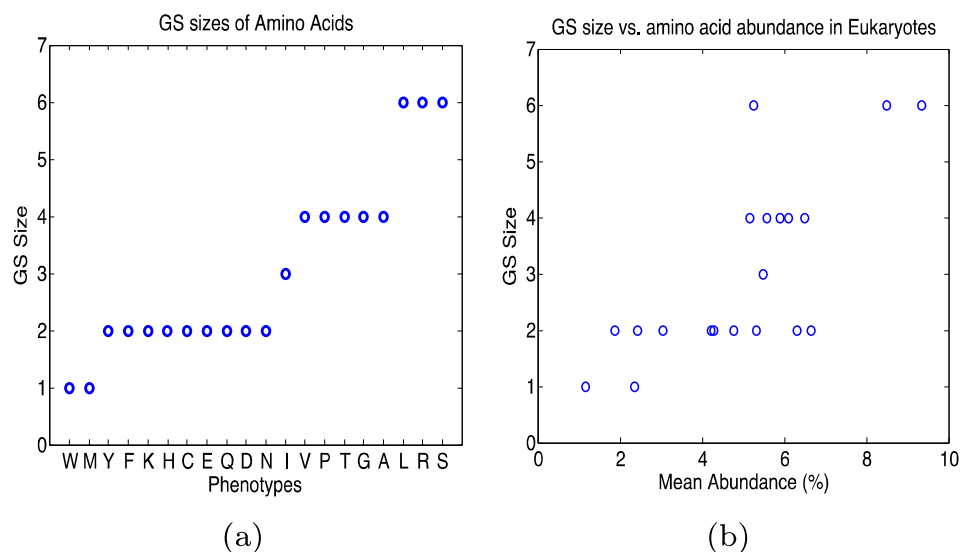 GS sizes of Amino Acids
7
6
5
4
3
2
1
0
GS Size
W M Y F K H C E Q D N I V P T G A L R S
Phenotypes
(a)
GS size vs. amino acid abundance in Eukaryotes
7
6
5
4
3
2
1
0
GS Size
0 2 4 6 8 10
Mean Abundance (%)
(b)